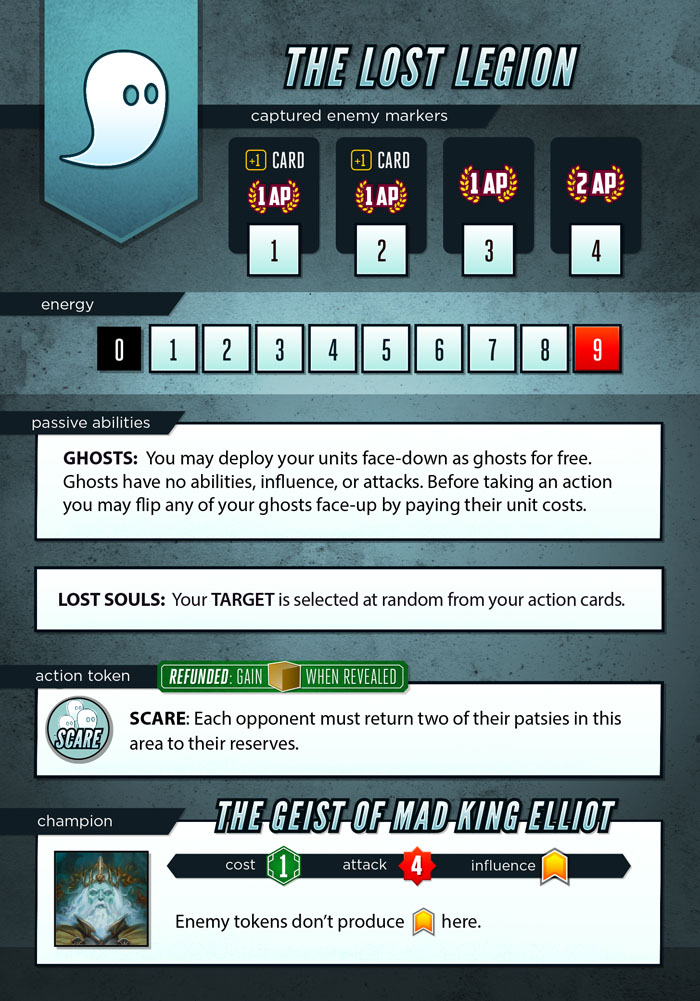 THE LOST LEGION
captured enemy markers
+1 CARD
1 AP
1
+1 CARD
1 AP
2
1 AP
3
2 AP
4
energy
0 1 2 3 4 5 6 7 8 9
passive abilities
GHOSTS: You may deploy your units face-down as ghosts for free.
Ghosts have no abilities, influence, or attacks. Before taking an action
you may flip any of your ghosts face-up by paying their unit costs.
LOST SOULS: Your TARGET is selected at random from your action cards.
action token
REFUNDED: GAIN WHEN REVEALED
SCARE
SCARE: Each opponent must return two of their patsies in this
area to their reserves.
champion
THE GEIST OF MAD KING ELLIOT
cost 1 attack 4 influence
Enemy tokens don't produce here.